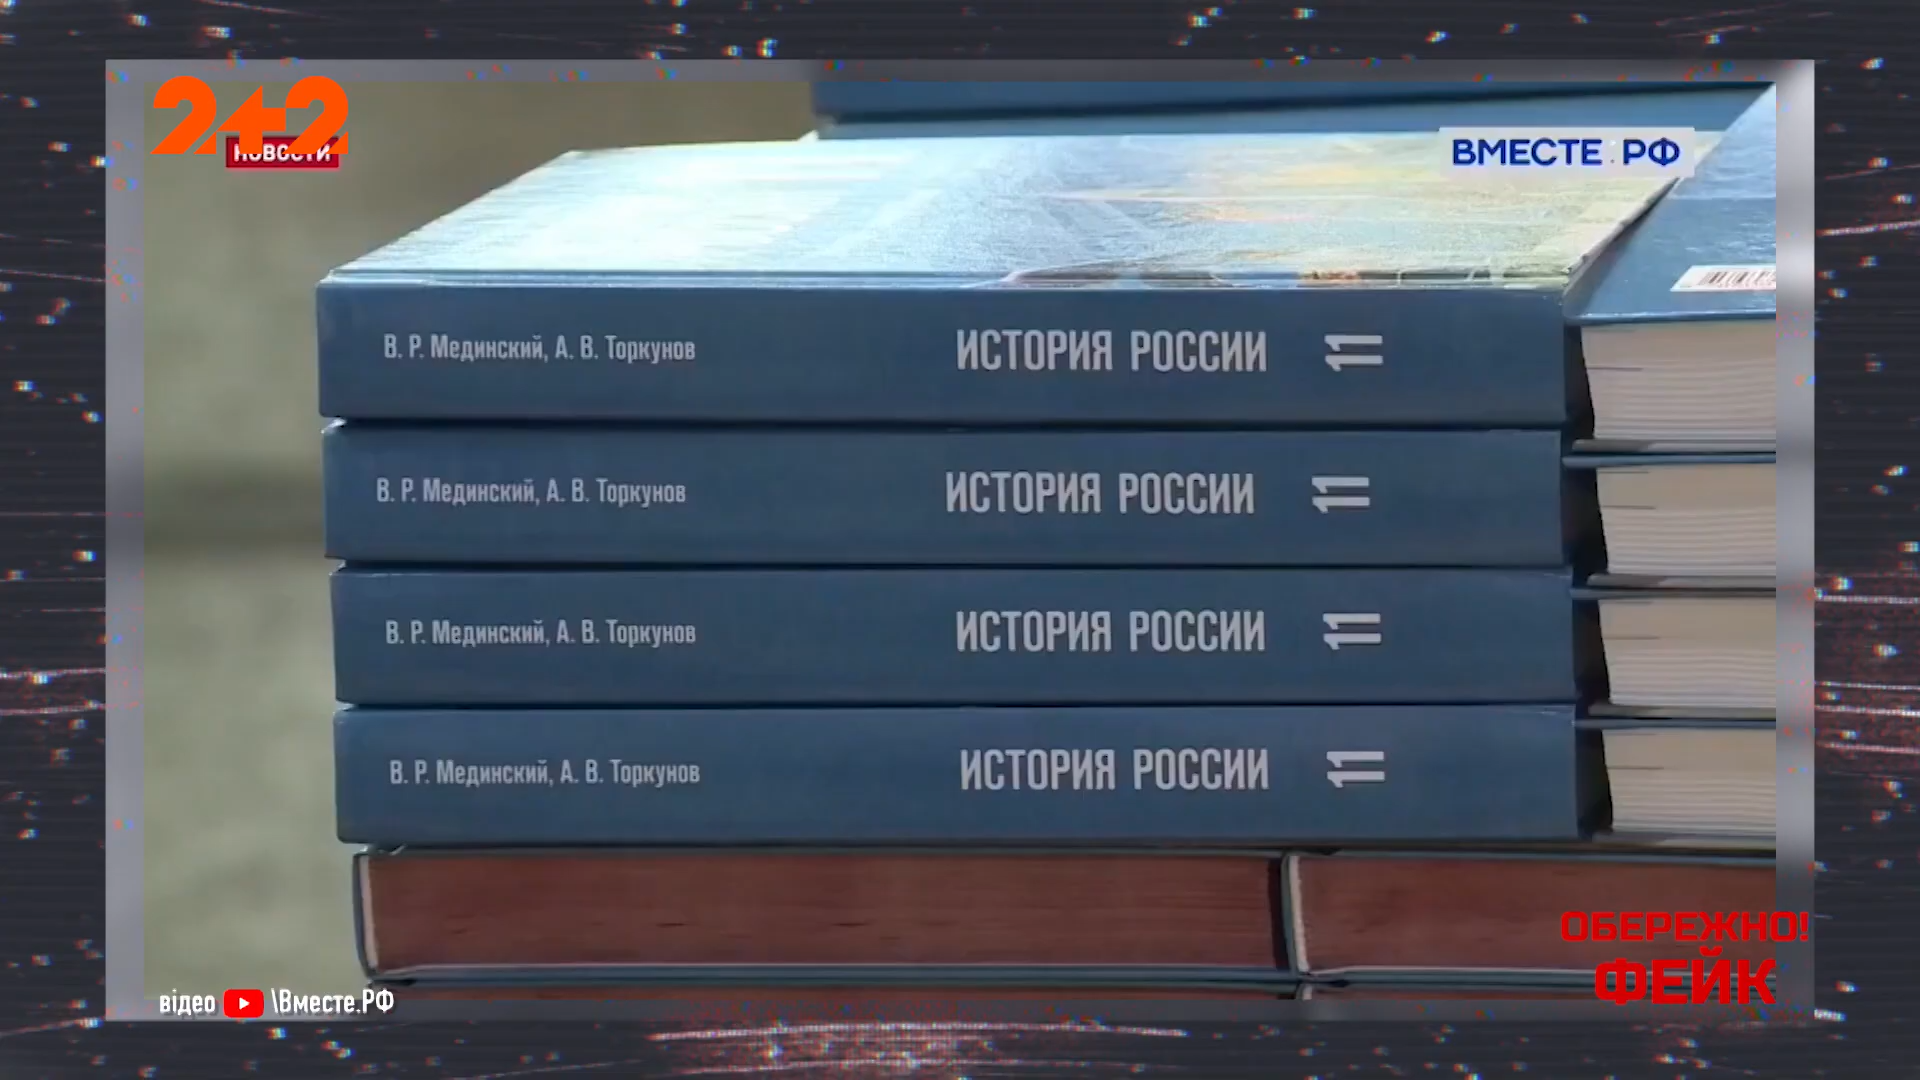 2+2
НОВОСТИ
ВМЕСТЕ.РФ
В. Р. Мединский, А. В. Торкунов ИСТОРИЯ РОССИИ 11
В. Р. Мединский, А. В. Торкунов ИСТОРИЯ РОССИИ 11
В. Р. Мединский, А. В. Торкунов ИСТОРИЯ РОССИИ 11
В. Р. Мединский, А. В. Торкунов ИСТОРИЯ РОССИИ 11
ОБЕРЕЖНО!
ФЕЙК
відео \Вместе.РФ